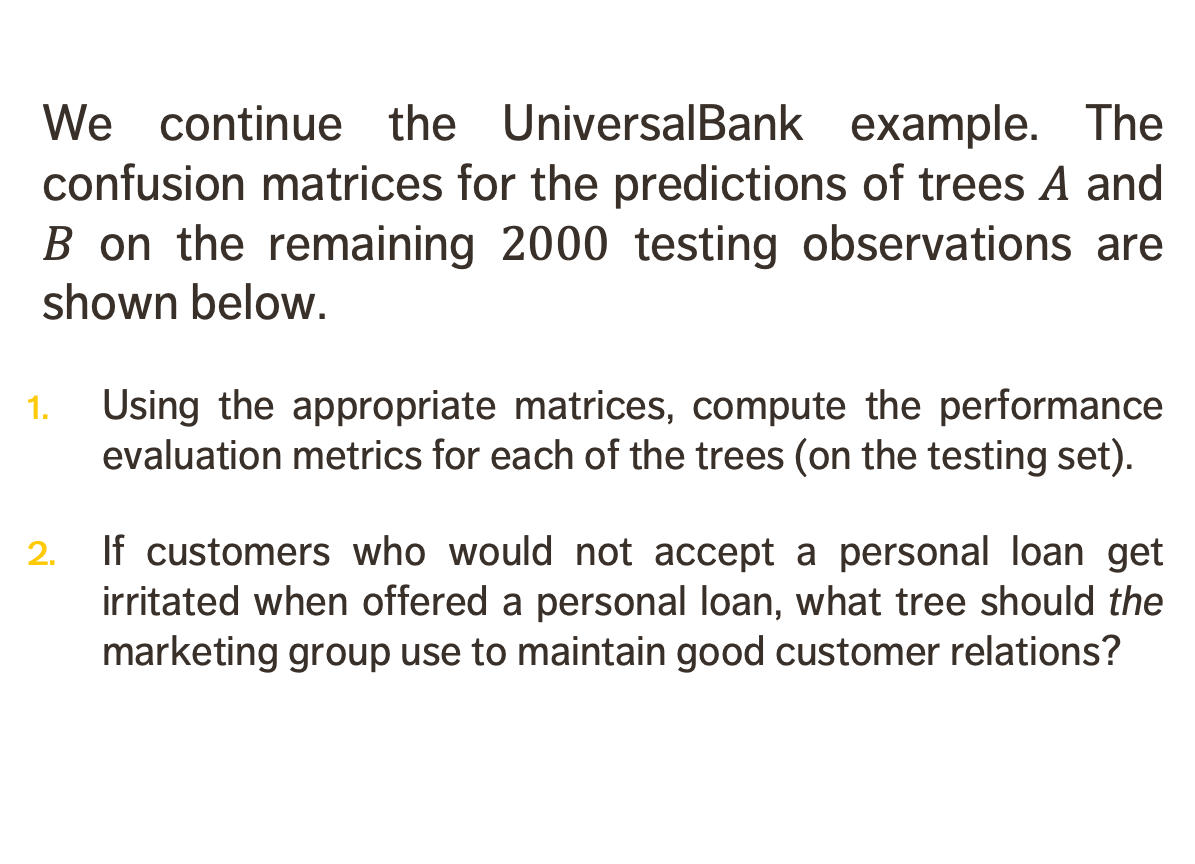 We continue the UniversalBank example. The
confusion matrices for the predictions of trees A and
B on the remaining 2000 testing observations are
shown below.
1. Using the appropriate matrices, compute the performance
evaluation metrics for each of the trees (on the testing set).
2. If customers who would not accept a personal loan get
irritated when offered a personal loan, what tree should the
marketing group use to maintain good customer relations?